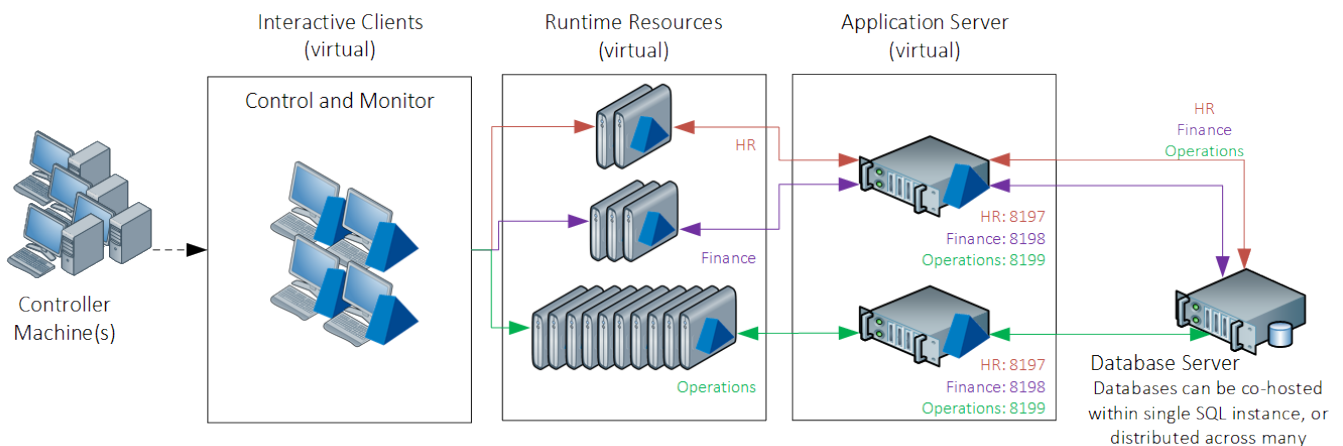 Interactive Clients
(virtual)
Runtime Resources
(virtual)
Application Server
(virtual)
Control and Monitor
HR
Finance
Operations
HR
Finance
Operations
HR: 8197
Finance: 8198
Operations: 8199
HR: 8197
Finance: 8198
Operations: 8199
Controller
Machine(s)
Database Server
Databases can be co-hosted
within single SQL instance, or
distributed across many